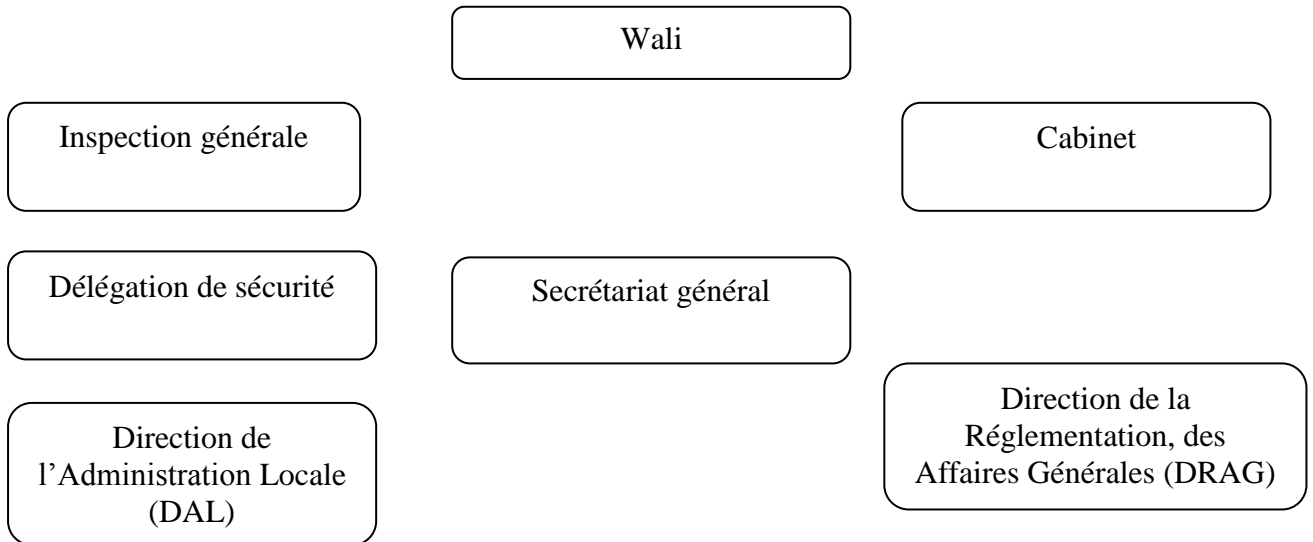 Wali
Inspection générale
Cabinet
Délégation de sécurité
Secrétariat général
Direction de la
Réglementation, des
Affaires Générales (DRAG)
Direction de
l’Administration Locale
(DAL)